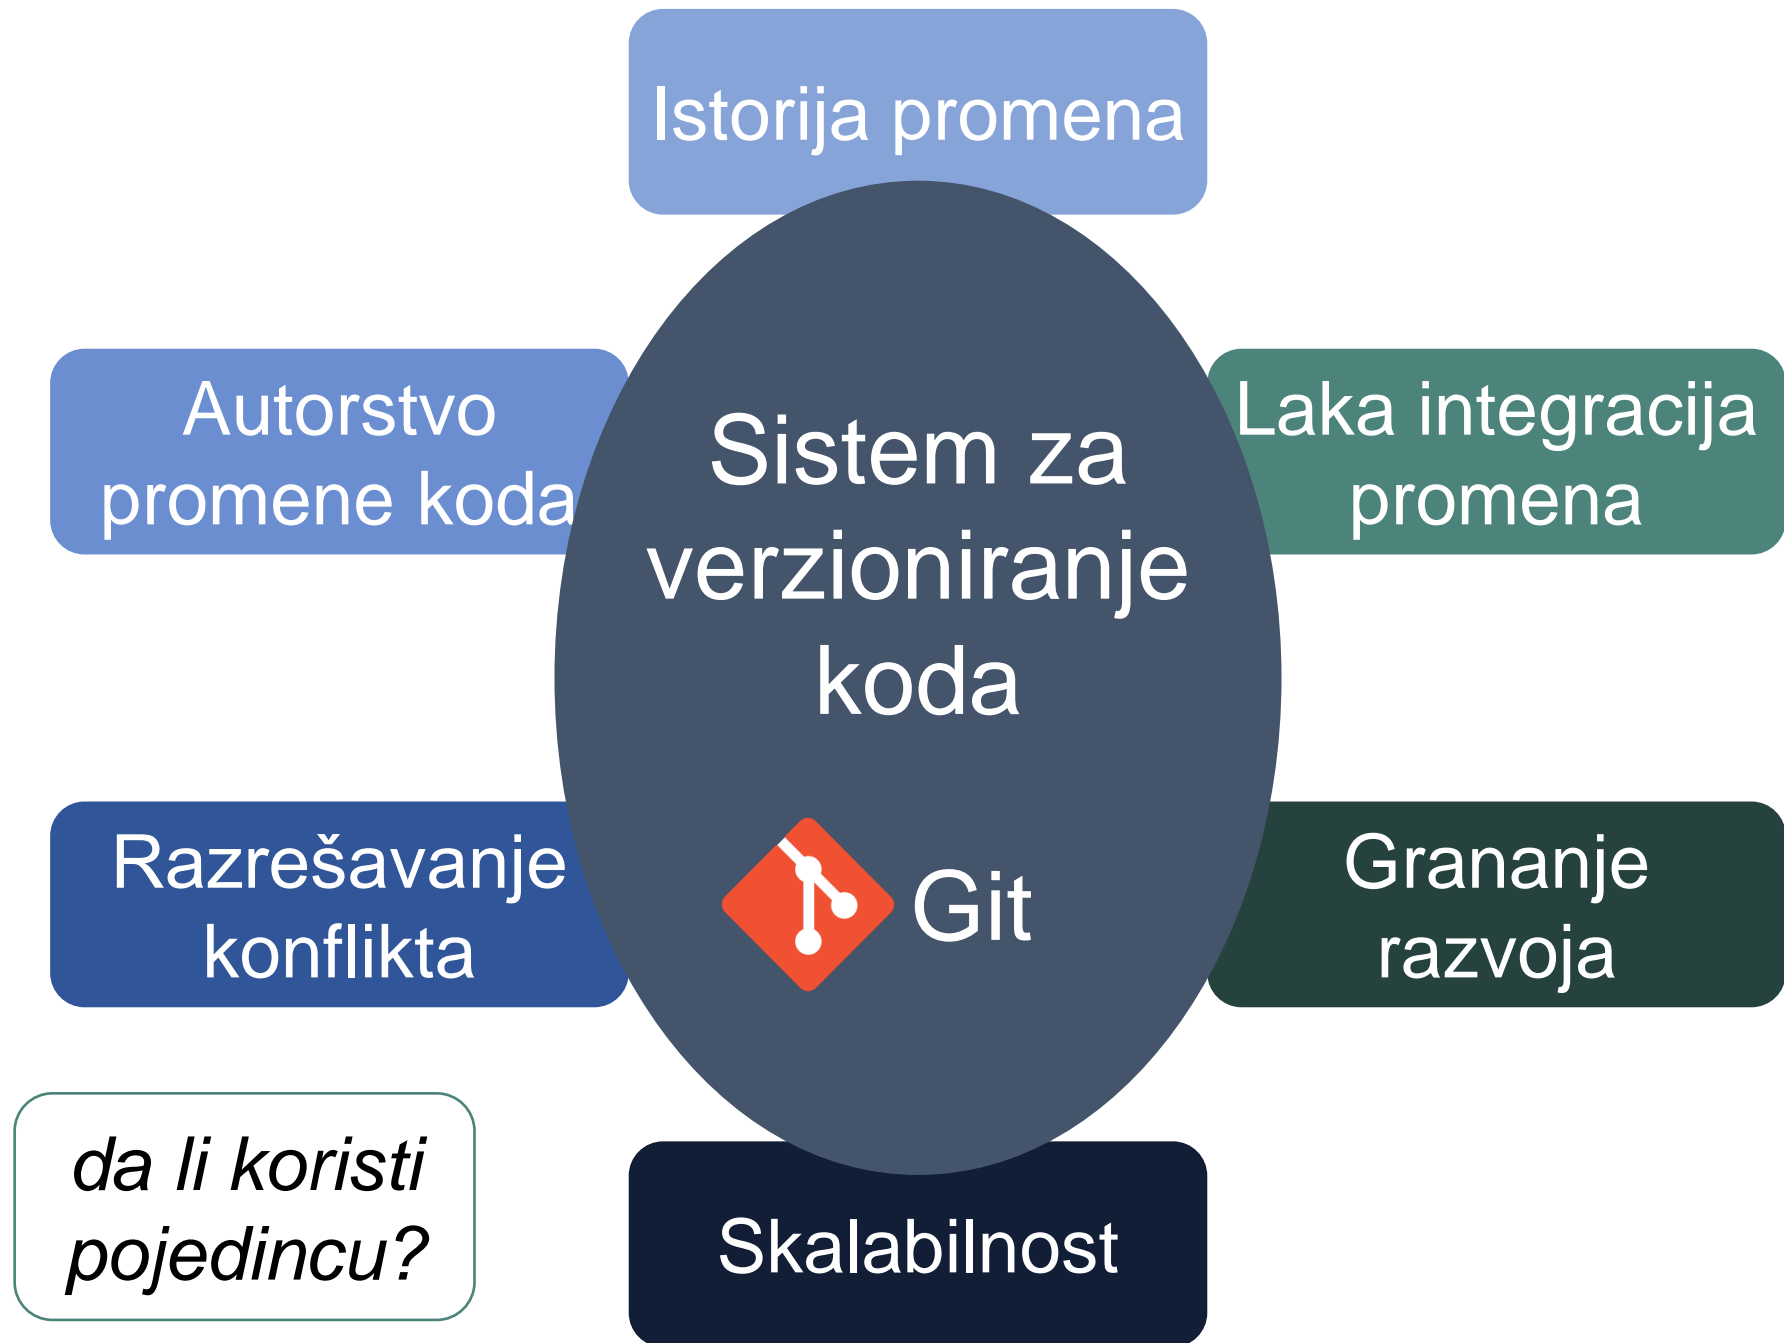 Istorija promena
Autorstvo
promene koda
Sistem za
verzioniranje
koda
Git
Laka integracija
promena
Razrešavanje
konflikta
Grananje
razvoja
da li koristi
pojedincu?
Skalabilnost